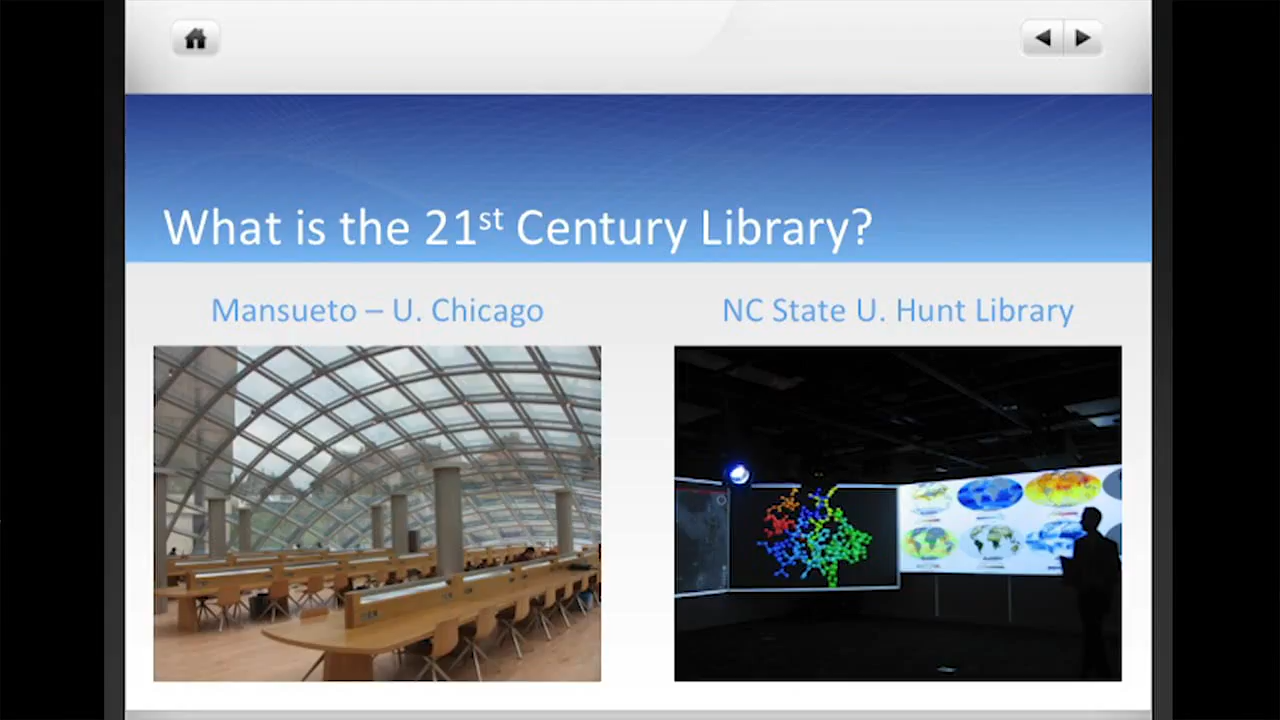 What is the 21st Century Library?
Mansueto – U. Chicago
NC State U. Hunt Library